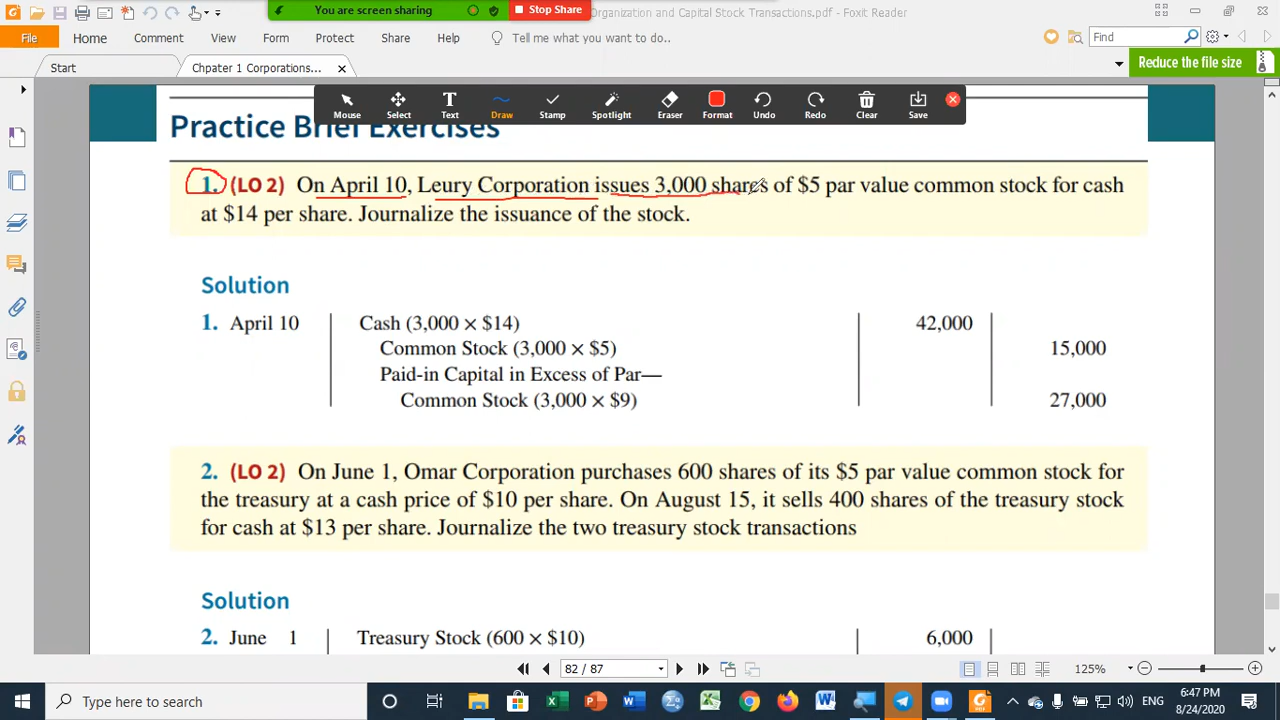 You are screen sharing
Stop Share
Organization and Capital Stock Transactions.pdf - Foxit Reader
File
Home
Comment
View
Form
Protect
Share
Help
Tell me what you want to do..
Find
Start
Chpater 1 Corporations...
Reduce the file size
Mouse
Select
Text
Draw
Stamp
Spotlight
Eraser
Format
Undo
Redo
Clear
Save
Practice Brief Exercises
1. (LO 2) On April 10, Leury Corporation issues 3,000 shares of $5 par value common stock for cash
at $14 per share. Journalize the issuance of the stock.
Solution
1. April 10 Cash (3,000 × $14) 42,000
Common Stock (3,000 × $5) 15,000
Paid-in Capital in Excess of Par—
Common Stock (3,000 × $9) 27,000
2. (LO 2) On June 1, Omar Corporation purchases 600 shares of its $5 par value common stock for
the treasury at a cash price of $10 per share. On August 15, it sells 400 shares of the treasury stock
for cash at $13 per share. Journalize the two treasury stock transactions
Solution
2. June 1 Treasury Stock (600 × $10) 6,000
82 / 87
125%
Type here to search
ENG
6:47 PM
8/24/2020